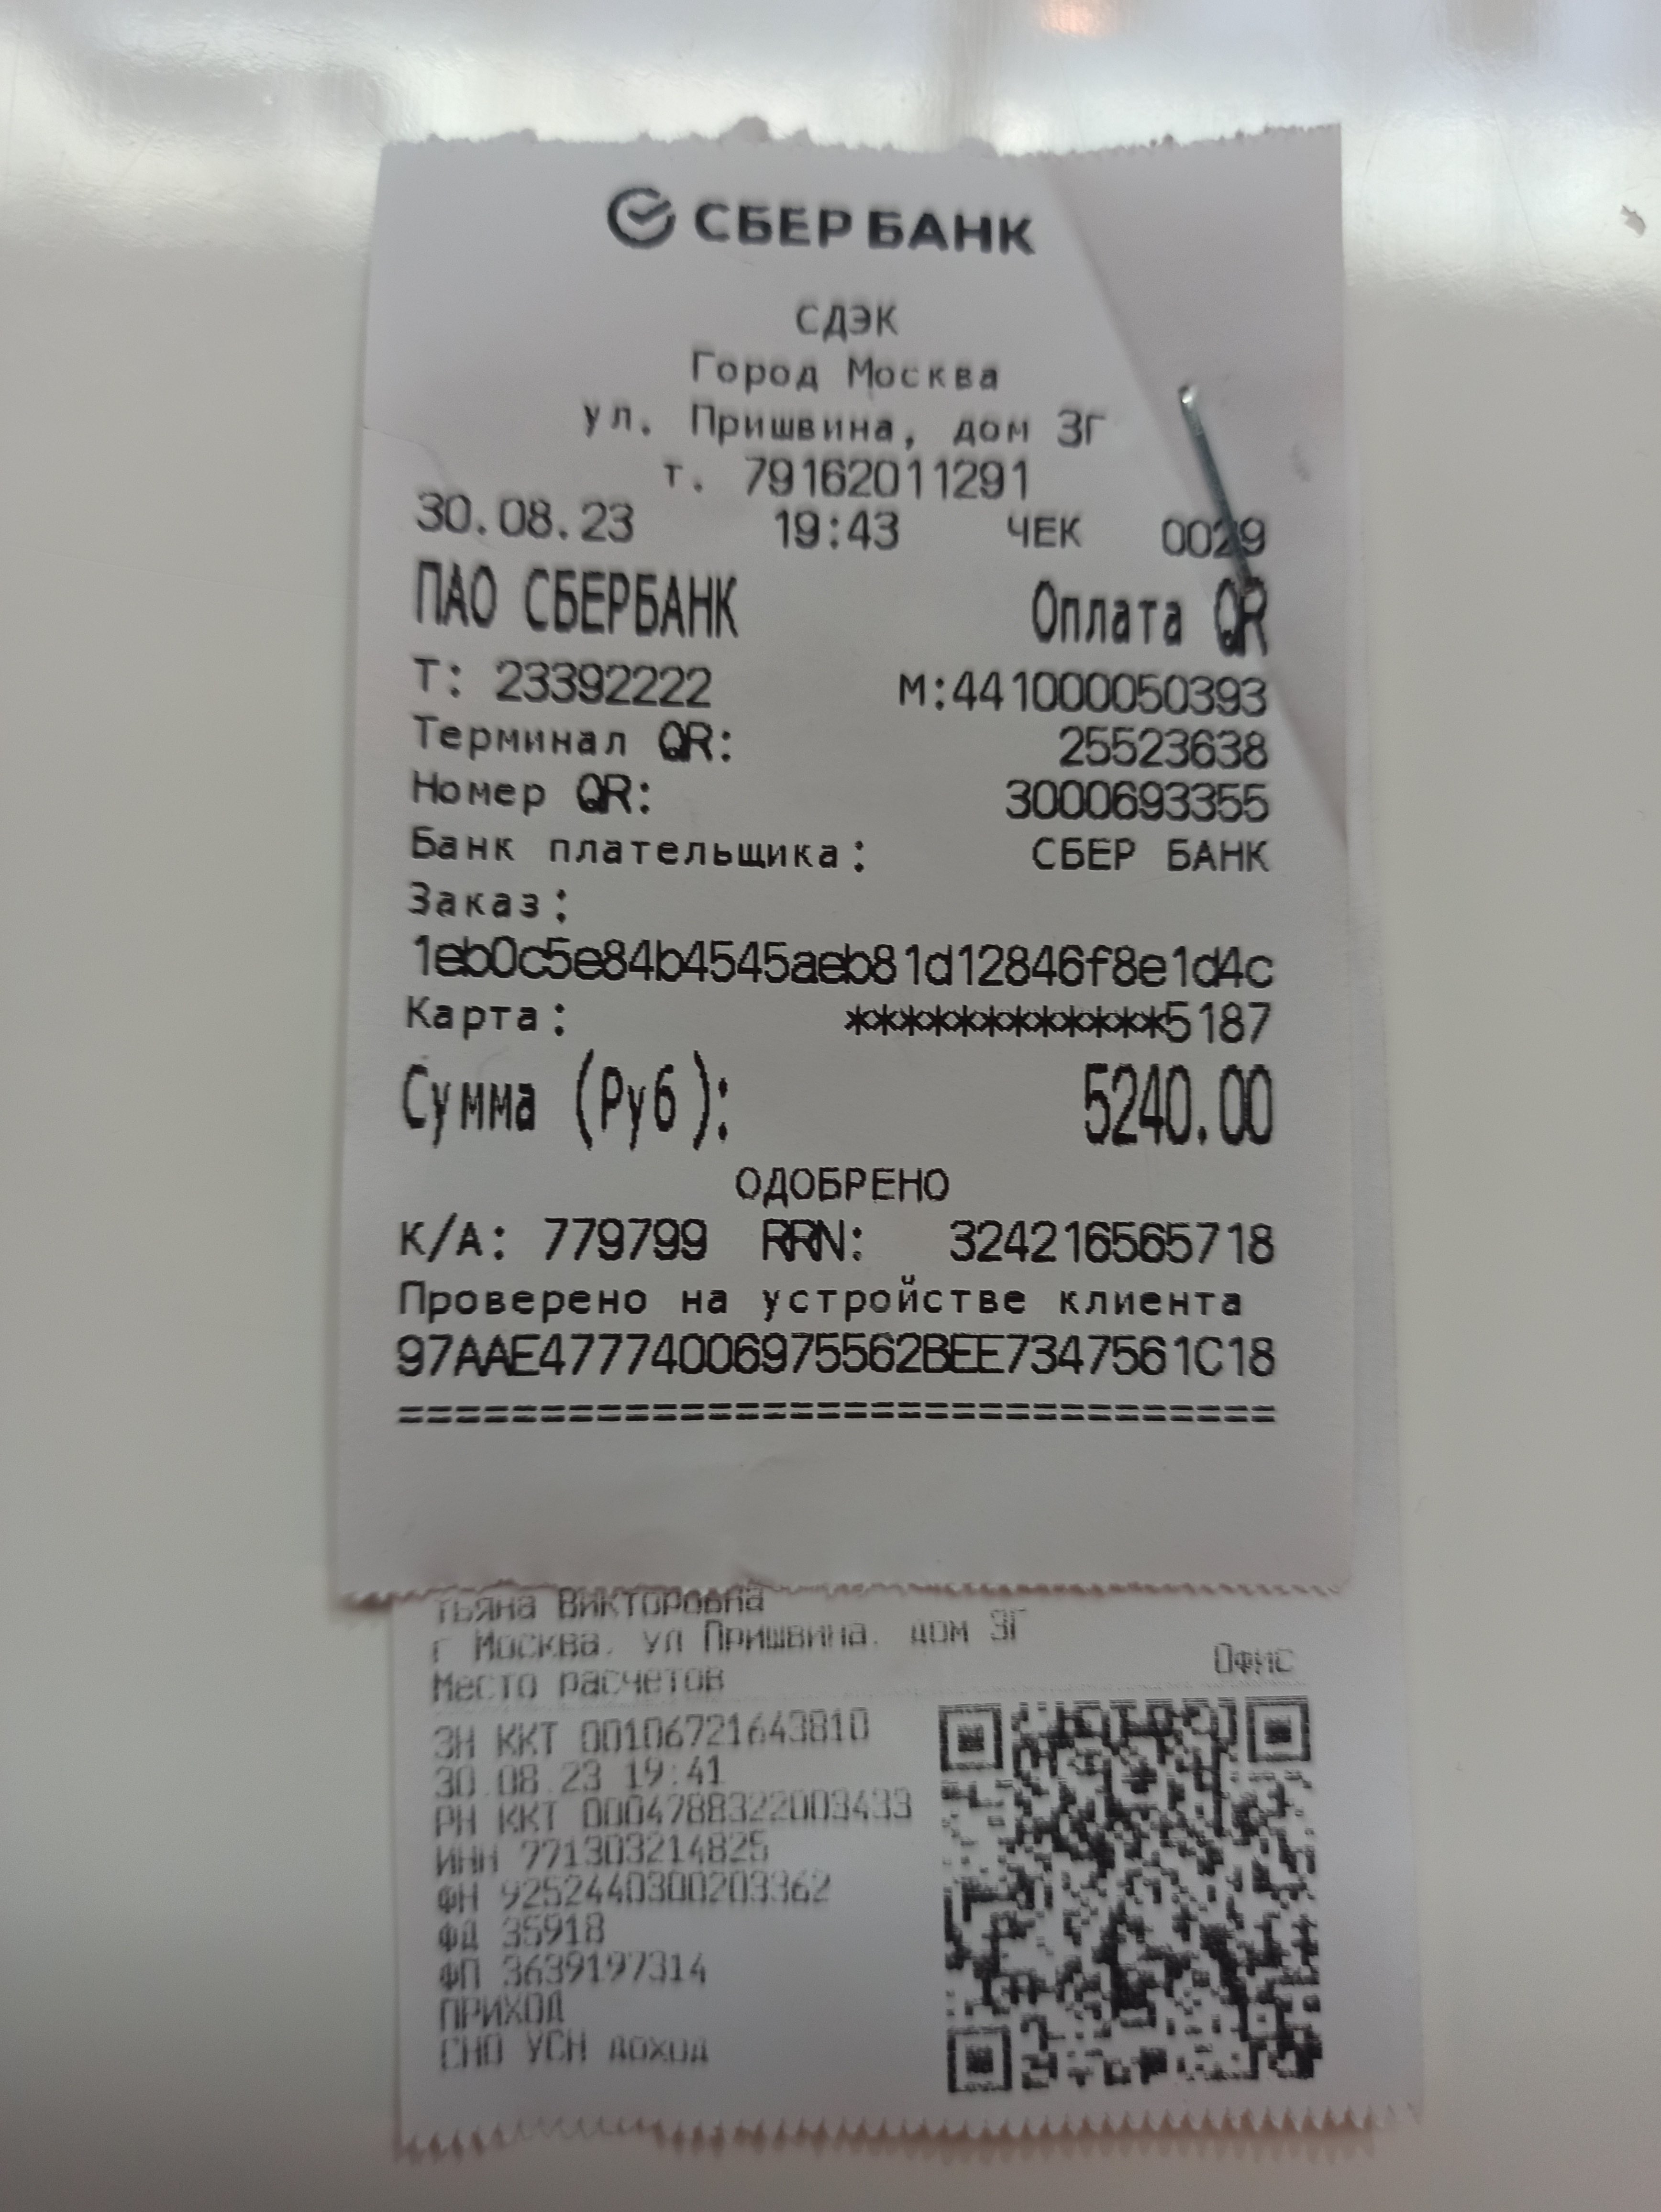 СБЕР БАНК
СДЭК
Город Москва
ул. Пришвина, дом 3Г
т. 79162011291
30.08.23 19:43 ЧЕК 0029
ПАО СБЕРБАНК Оплата QR
Т: 23392222 М:441000050393
Терминал QR: 25523638
Номер QR: 3000693355
Банк плательщика: СБЕР БАНК
Заказ:
1eb0c5e84b4545aeb81d12846f8e1d4c
Карта: ************5187
Сумма (Руб): 5240.00
ОДОБРЕНО
К/А: 779799 RRN: 324216565718
Проверено на устройстве клиента
97AAE47774006975562BEE7347561C18
================================
тьяна Викторовна
г Москва, ул Пришвина, дом 3Г
Место расчетов Офис
ЗН ККТ 00106721643810
30.08.23 19:41
РН ККТ 0004788322003433
ИНН 771303214825
ФН 9252440300203362
ФД 35918
ФП 3639197314
ПРИХОД
СНО УСН доход